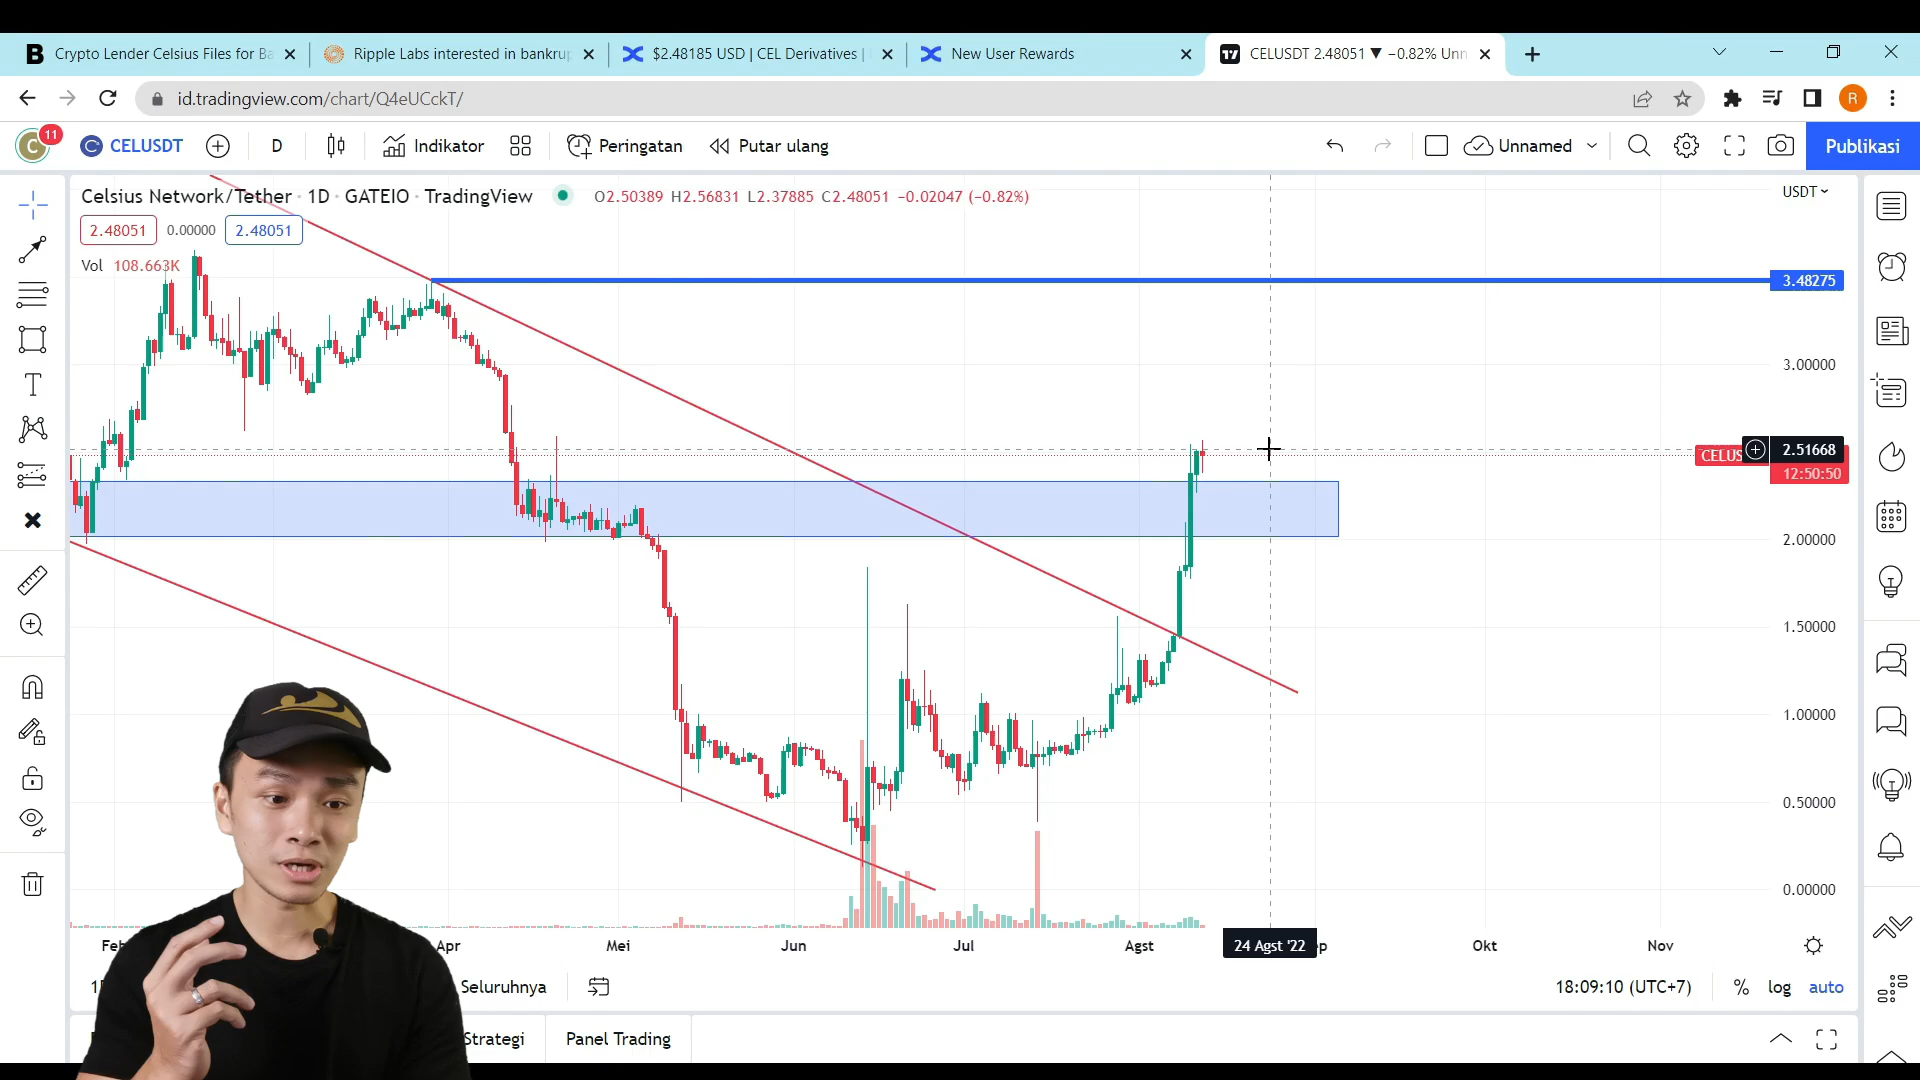 Crypto Lender Celsius Files for Ba
Ripple Labs interested in bankrup
$2.48185 USD | CEL Derivatives |
New User Rewards
CELUSDT 2.48051 ▼ −0.82% Unn
id.tradingview.com/chart/Q4eUCckT/
R
C 11
CELUSDT
D
Indikator
Peringatan
Putar ulang
Unnamed
Publikasi
Celsius Network/Tether · 1D · GATEIO · TradingView
O2.50389 H2.56831 L2.37885 C2.48051 −0.02047 (−0.82%)
USDT
2.48051 0.00000 2.48051
Vol 108.663K
3.48275
3.00000
CELUS
2.51668
12:50:50
2.00000
1.50000
1.00000
0.50000
0.00000
Feb
Apr
Mei
Jun
Jul
Agst
24 Agst '22
p
Okt
Nov
Seluruhnya
18:09:10 (UTC+7)
%
log
auto
Strategi
Panel Trading